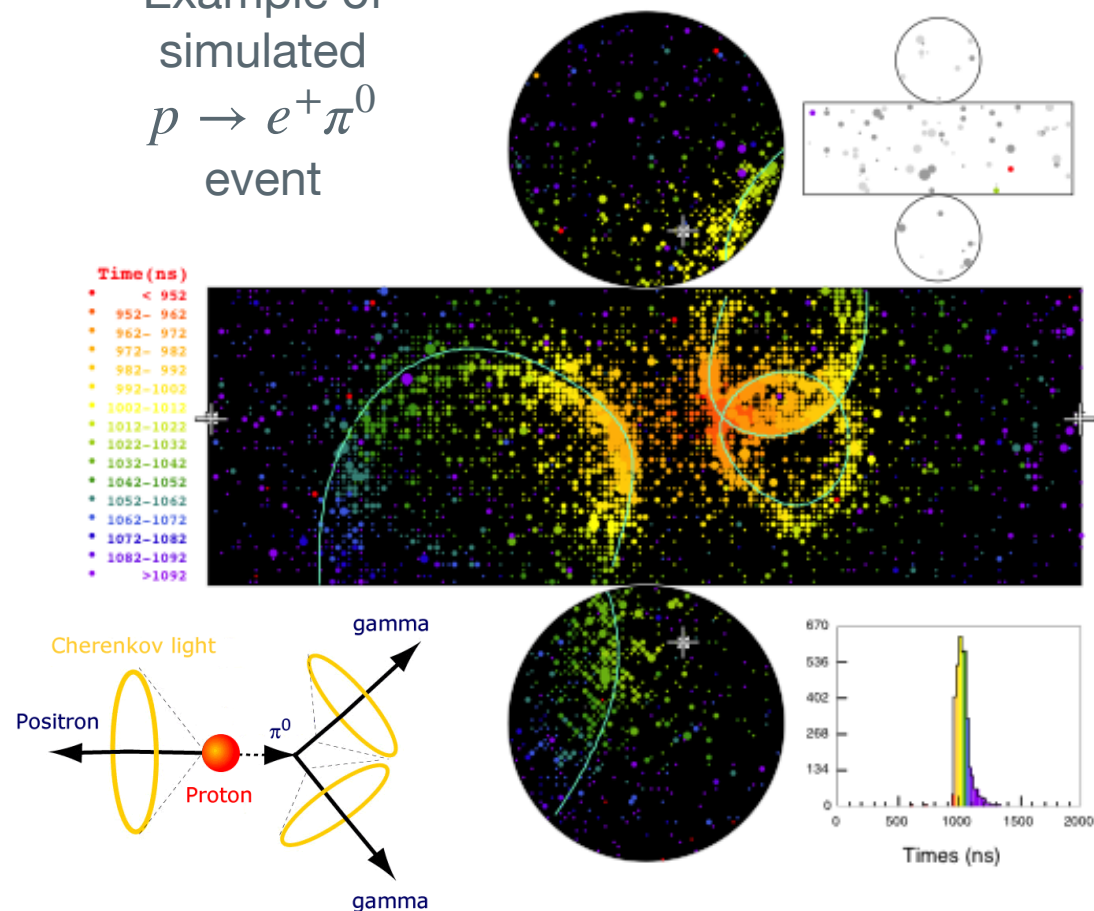 Example of
simulated
p → e⁺π⁰
event
Time(ns)
< 952
952- 962
962- 972
972- 982
982- 992
992-1002
1002-1012
1012-1022
1022-1032
1032-1042
1042-1052
1052-1062
1062-1072
1072-1082
1082-1092
>1092
Cherenkov light
gamma
Positron
π⁰
Proton
gamma
670
536
402
268
134
0
0 500 1000 1500 2000
Times (ns)